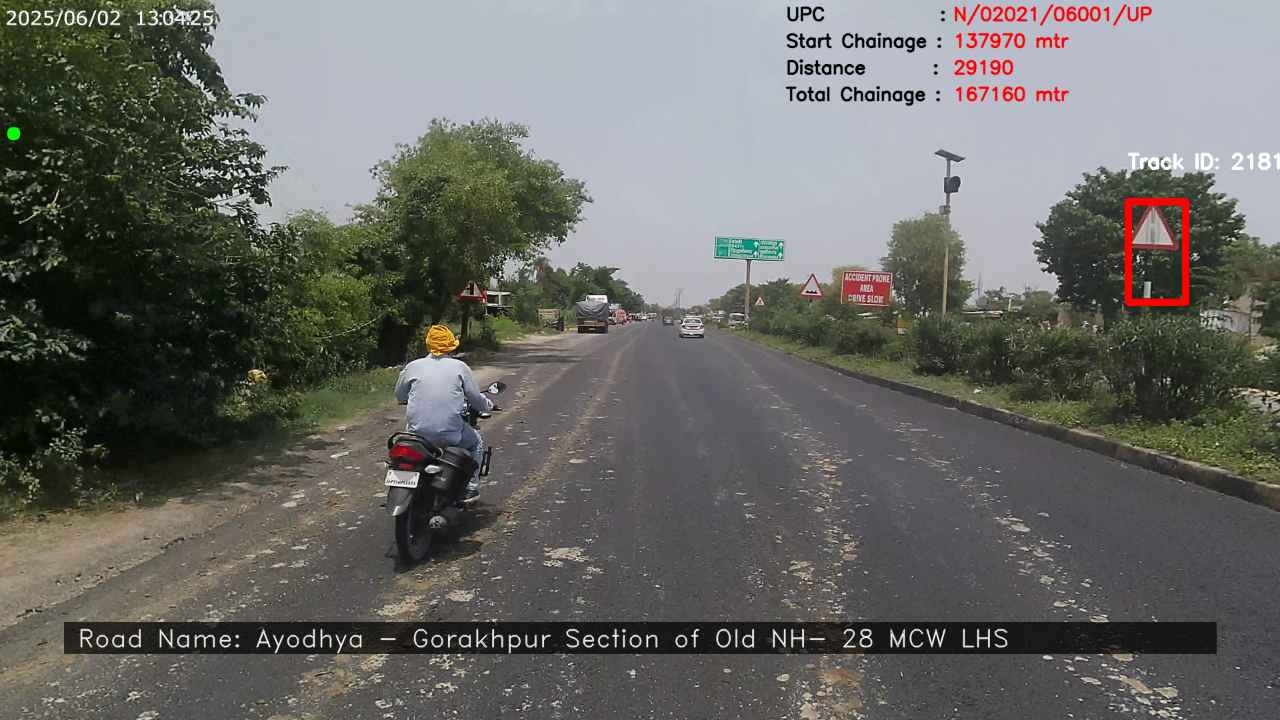 2025/06/02 13:04:25
UPC : N/02021/06001/UP
Start Chainage : 137970 mtr
Distance : 29190
Total Chainage : 167160 mtr
Track ID: 2181
ACCIDENT PRONE
AREA
DRIVE SLOW
Road Name: Ayodhya - Gorakhpur Section of Old NH- 28 MCW LHS